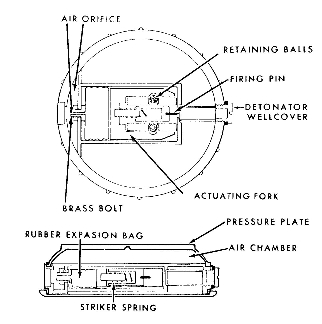 AIR ORIFICE
RETAINING BALLS
FIRING PIN
DETONATOR
WELLCOVER
ACTUATING FORK
BRASS BOLT
PRESSURE PLATE
RUBBER EXPASION BAG
AIR CHAMBER
STRIKER SPRING